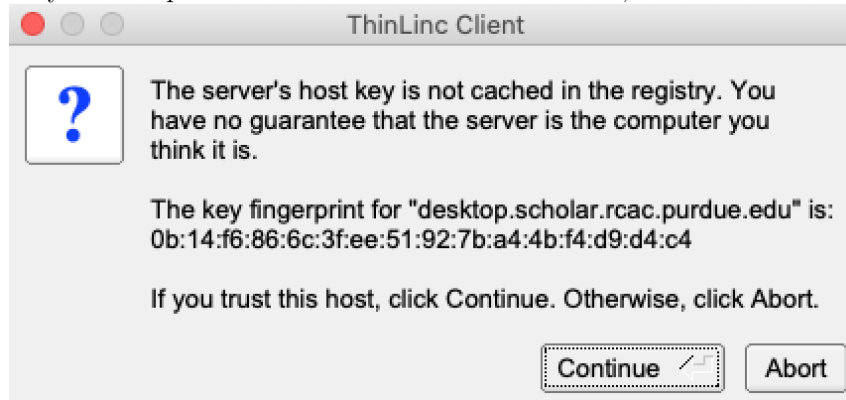 ThinLinc Client
?
The server's host key is not cached in the registry. You
have no guarantee that the server is the computer you
think it is.
The key fingerprint for "desktop.scholar.rcac.purdue.edu" is:
0b:14:f6:86:6c:3f:ee:51:92:7b:a4:4b:f4:d9:d4:c4
If you trust this host, click Continue. Otherwise, click Abort.
Continue Abort